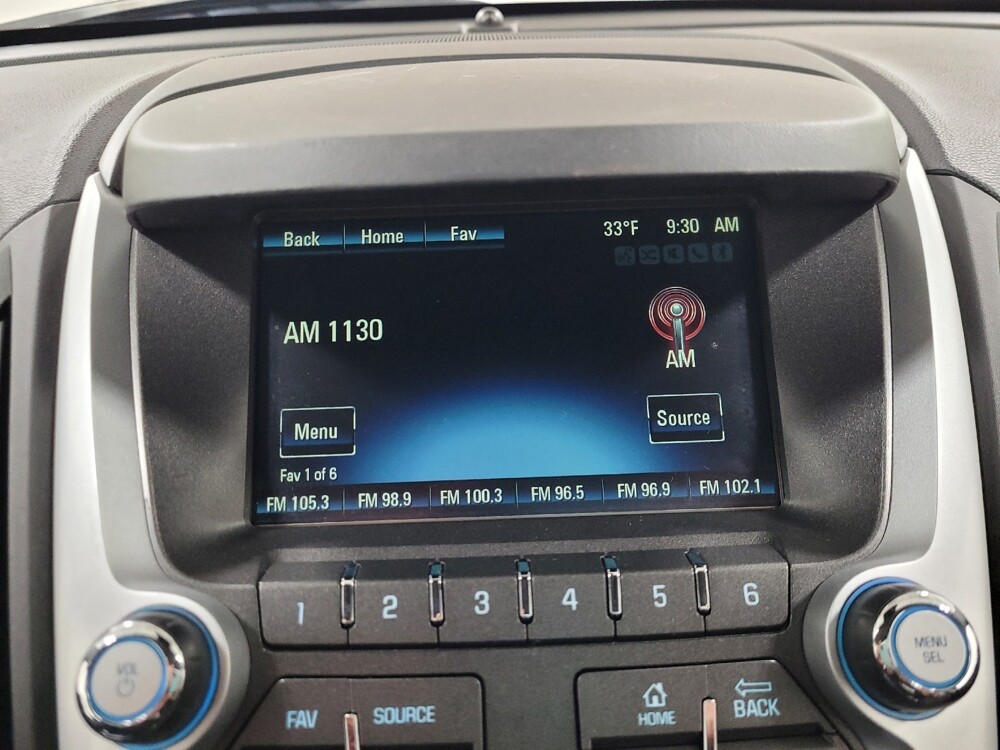 Back Home Fav 33°F 9:30 AM
AM 1130
AM
Menu Source
Fav 1 of 6
FM 105.3 FM 98.9 FM 100.3 FM 96.5 FM 96.9 FM 102.1
1 2 3 4 5 6
VOL
MENU
SEL
FAV SOURCE HOME BACK